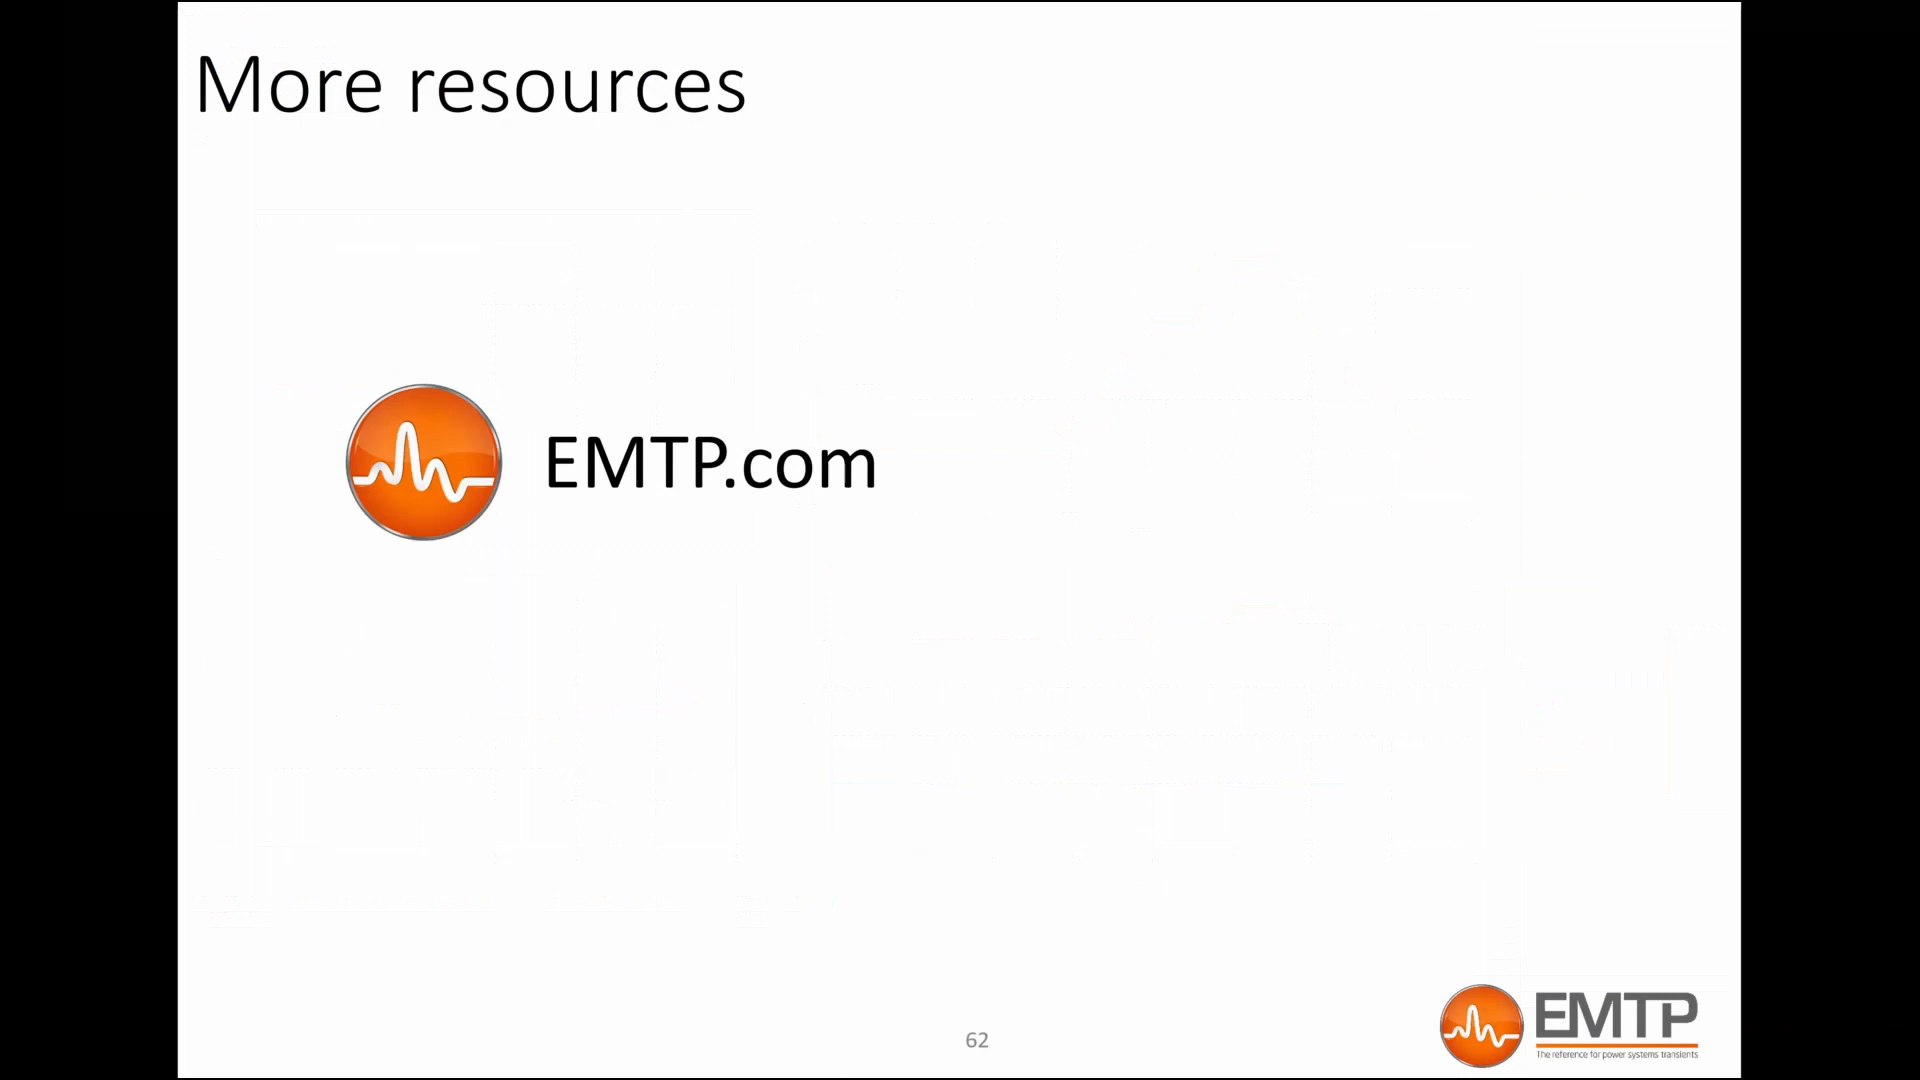 More resources
EMTP.com
62
EMTP
The reference for power systems transients